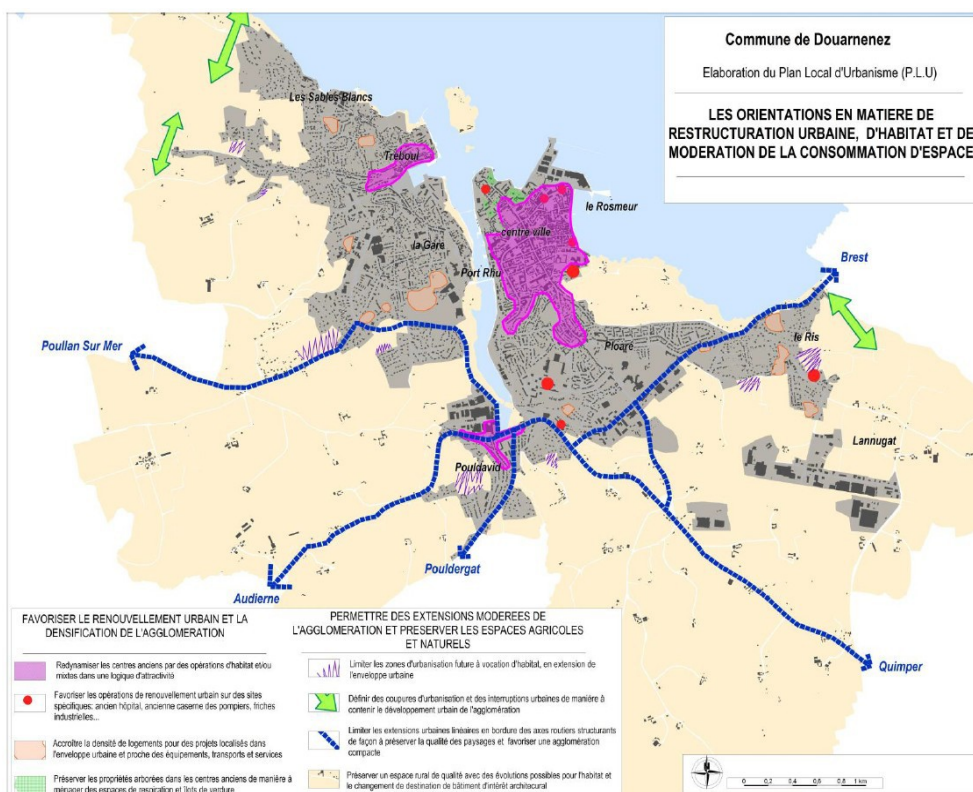 Commune de Douarnenez
Elaboration du Plan Local d'Urbanisme (P.L.U)
LES ORIENTATIONS EN MATIERE DE
RESTRUCTURATION URBAINE, D'HABITAT ET DE
MODERATION DE LA CONSOMMATION D'ESPACE
Les Sables Blancs
Tréboul
le Rosmeur
centre ville
la Gare
Port Rhu
Brest
Poullan Sur Mer
Ploaré
le Ris
Lannugat
Pouldavid
Pouldergat
Audierne
Quimper
FAVORISER LE RENOUVELLEMENT URBAIN ET LA
DENSIFICATION DE L'AGGLOMERATION
Redynamiser les centres anciens par des opérations d'habitat et/ou
mixtes dans une logique d'attractivité
Favoriser les opérations de renouvellement urbain sur des sites
spécifiques: ancien hôpital, ancienne caserne des pompiers, friches
industrielles...
Accroître la densité de logements pour des projets localisés dans
l'enveloppe urbaine et proche des équipements, transports et services
Préserver les propriétés arborées dans les centres anciens de manière à
ménager des espaces de respiration et îlots de verdure
PERMETTRE DES EXTENSIONS MODEREES DE
L'AGGLOMERATION ET PRESERVER LES ESPACES AGRICOLES
ET NATURELS
Limiter les zones d'urbanisation future à vocation d'habitat, en extension de
l'enveloppe urbaine
Définir des coupures d'urbanisation et des interruptions urbaines de manière à
contenir le développement urbain de l'agglomération
Limiter les extensions urbaines linéaires en bordure des axes routiers structurants
de façon à préserver la qualité des paysages et favoriser une agglomération
compacte
Préserver un espace rural de qualité avec des évolutions possibles pour l'habitat et
le changement de destination de bâtiment d'intérêt architectural
0 0,2 0,4 0,6 0,8 1 km